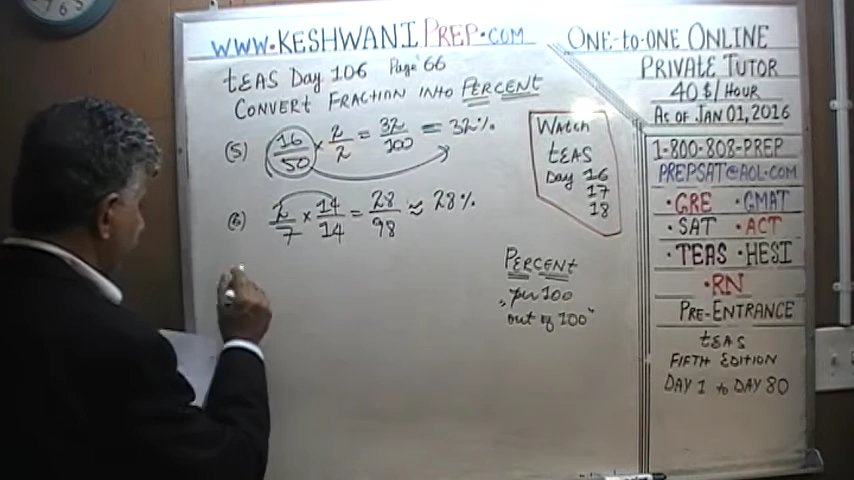 www.KESHWANIPREP.com
tEAS Day 106 Page 66
CONVERT FRACTION INTO PERCENT
(5) 16/50 × 2/2 = 32/100 = 32%
(6) 2/7 × 14/14 = 28/98 ≈ 28%
WATCH
tEAS
Day 16
17
18
PERCENT
"per 100
out of 100"
ONE-to-ONE ONLINE
PRIVATE TUTOR
40 $/HOUR
AS OF JAN 01, 2016
1-800-808-PREP
PREPSAT@AOL.COM
•GRE •GMAT
•SAT •ACT
•TEAS •HESI
•RN
PRE-ENTRANCE
tEAS
FIFTH EDITION
DAY 1 to DAY 80